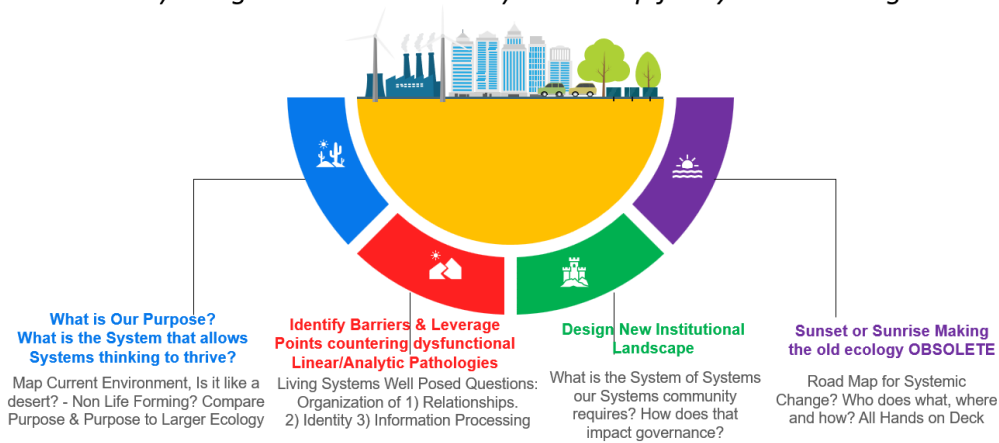 What is Our Purpose?
What is the System that allows
Systems thinking to thrive?
Map Current Environment, Is it like a
desert? - Non Life Forming? Compare
Purpose & Purpose to Larger Ecology
Identify Barriers & Leverage
Points countering dysfunctional
Linear/Analytic Pathologies
Living Systems Well Posed Questions:
Organization of 1) Relationships.
2) Identity 3) Information Processing
Design New Institutional
Landscape
What is the System of Systems
our Systems community
requires? How does that
impact governance?
Sunset or Sunrise Making
the old ecology OBSOLETE
Road Map for Systemic
Change? Who does what, where
and how? All Hands on Deck